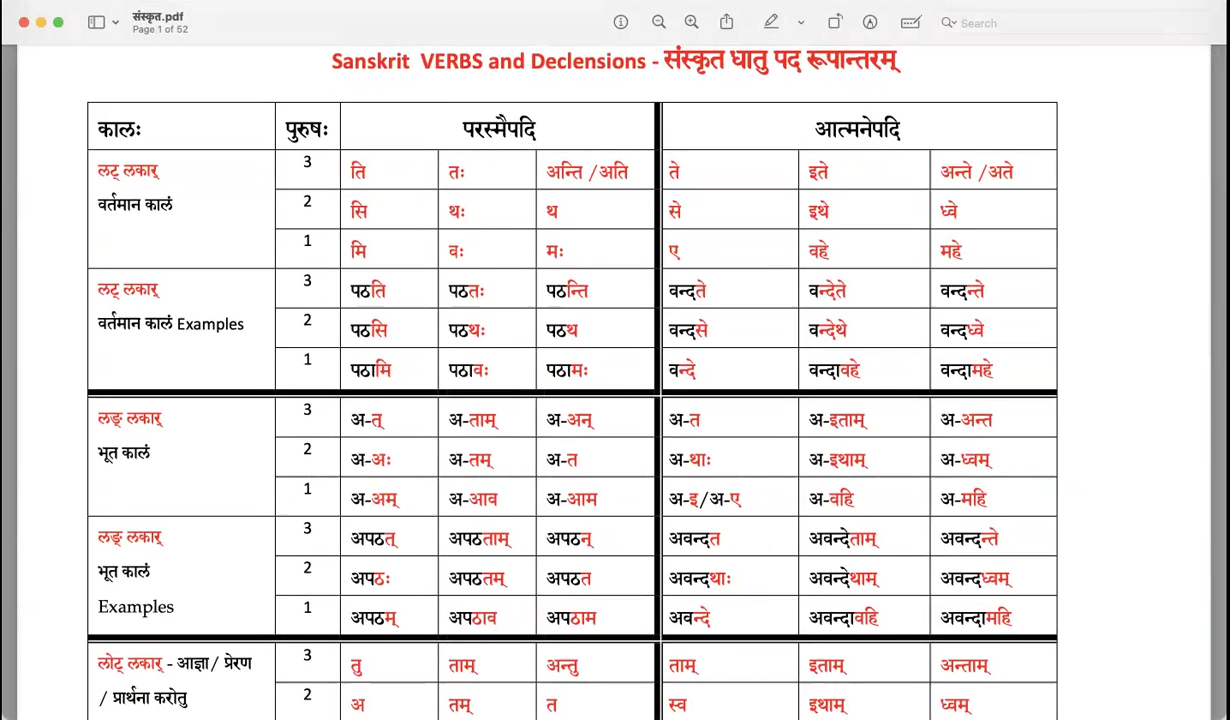 संस्कृत.pdf
Page 1 of 52
Search
Sanskrit VERBS and Declensions - संस्कृत धातु पद रूपान्तरम्
कालः पुरुषः परस्मैपदि आत्मनेपदि
लट् लकार् 3 ति तः अन्ति /अति ते इते अन्ते /अते
वर्तमान कालं 2 सि थः थ से इथे ध्वे
1 मि वः मः ए वहे महे
लट् लकार् 3 पठति पठतः पठन्ति वन्दते वन्देते वन्दन्ते
वर्तमान कालं Examples 2 पठसि पठथः पठथ वन्दसे वन्देथे वन्दध्वे
1 पठामि पठावः पठामः वन्दे वन्दावहे वन्दामहे
लङ् लकार् 3 अ-त् अ-ताम् अ-अन् अ-त अ-इताम् अ-अन्त
भूत कालं 2 अ-अः अ-तम् अ-त अ-थाः अ-इथाम् अ-ध्वम्
1 अ-अम् अ-आव अ-आम अ-इ/अ-ए अ-वहि अ-महि
लङ् लकार् 3 अपठत् अपठताम् अपठन् अवन्दत अवन्देताम् अवन्दन्ते
भूत कालं 2 अपठः अपठतम् अपठत अवन्दथाः अवन्देथाम् अवन्दध्वम्
Examples 1 अपठम् अपठाव अपठाम अवन्दे अवन्दावहि अवन्दामहि
लोट् लकार् - आज्ञा/ प्रेरण 3 तु ताम् अन्तु ताम् इताम् अन्ताम्
/ प्रार्थना करोतु 2 अ तम् त स्व इथाम् ध्वम्